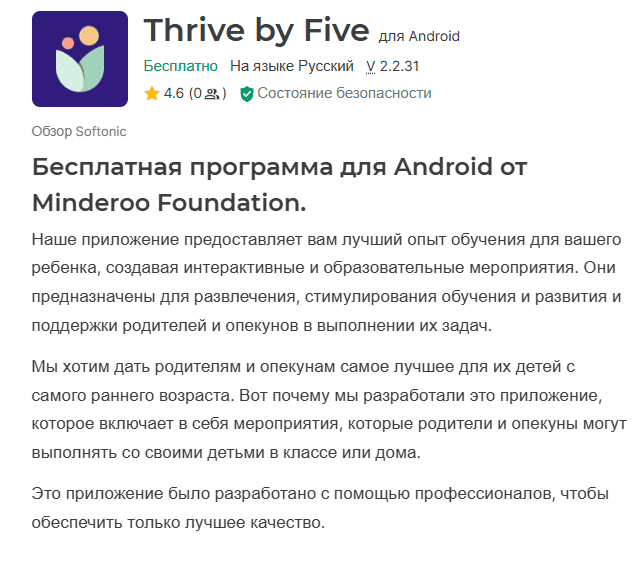 Thrive by Five для Android
Бесплатно На языке Русский V 2.2.31
4.6 (0 ) Состояние безопасности
Обзор Softonic
Бесплатная программа для Android от
Minderoo Foundation.
Наше приложение предоставляет вам лучший опыт обучения для вашего
ребенка, создавая интерактивные и образовательные мероприятия. Они
предназначены для развлечения, стимулирования обучения и развития и
поддержки родителей и опекунов в выполнении их задач.
Мы хотим дать родителям и опекунам самое лучшее для их детей с
самого раннего возраста. Вот почему мы разработали это приложение,
которое включает в себя мероприятия, которые родители и опекуны могут
выполнять со своими детьми в классе или дома.
Это приложение было разработано с помощью профессионалов, чтобы
обеспечить только лучшее качество.